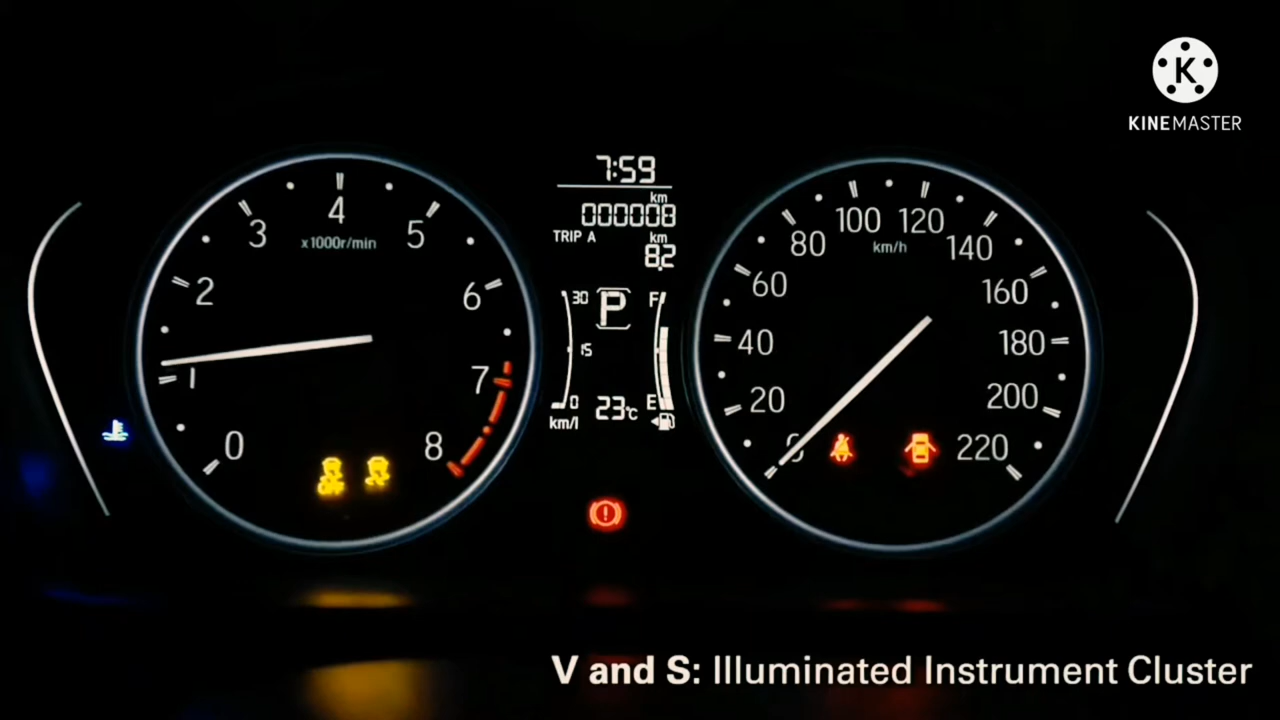 K
KINEMASTER
7:59
km
000008
TRIP A
km
8.2
0
1
2
3
4
5
6
7
8
x1000r/min
30
15
0
km/l
P
F
E
23°C
0
20
40
60
80
100
120
140
160
180
200
220
km/h
V and S: Illuminated Instrument Cluster